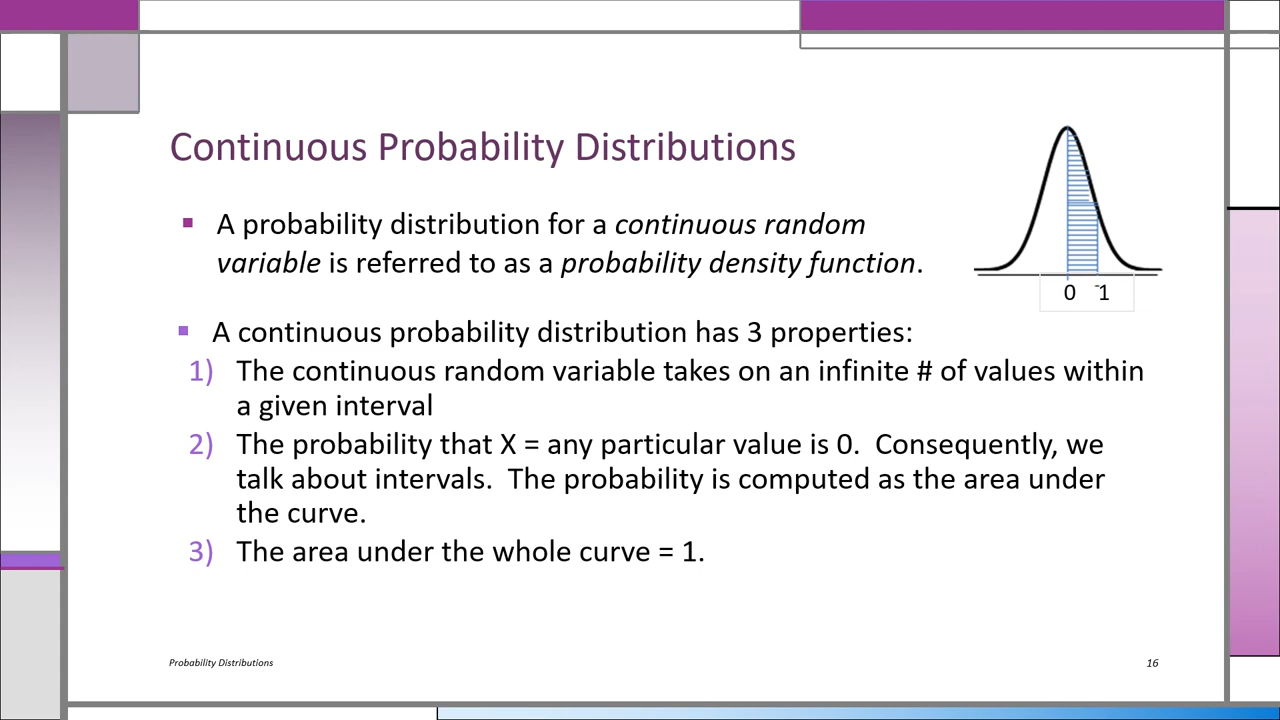 Continuous Probability Distributions
▪ A probability distribution for a continuous random
variable is referred to as a probability density function.
0 1
▪ A continuous probability distribution has 3 properties:
1) The continuous random variable takes on an infinite # of values within
a given interval
2) The probability that X = any particular value is 0. Consequently, we
talk about intervals. The probability is computed as the area under
the curve.
3) The area under the whole curve = 1.
Probability Distributions
16